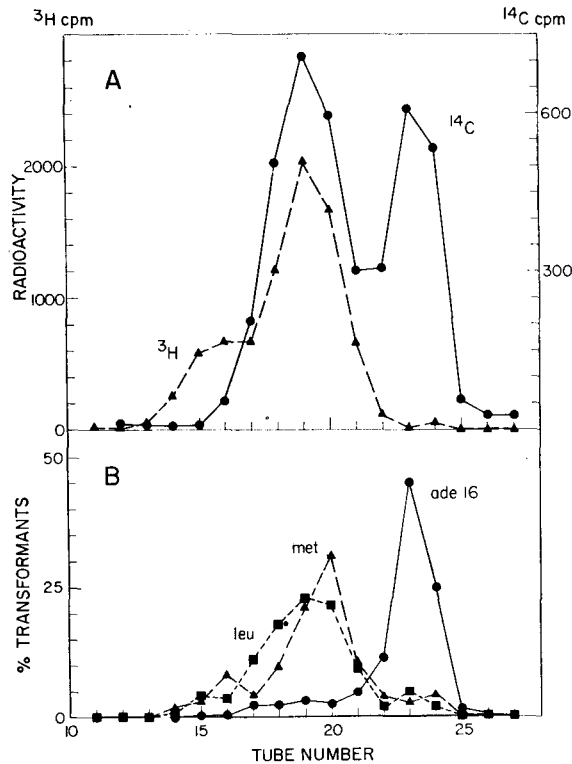 ³H cpm ¹⁴C cpm
A
¹⁴C
600
2000
RADIOACTIVITY
300
1000
³H
0 0
50
B
ade 16
met
25
leu
% TRANSFORMANTS
0
10 15 20 25
TUBE NUMBER